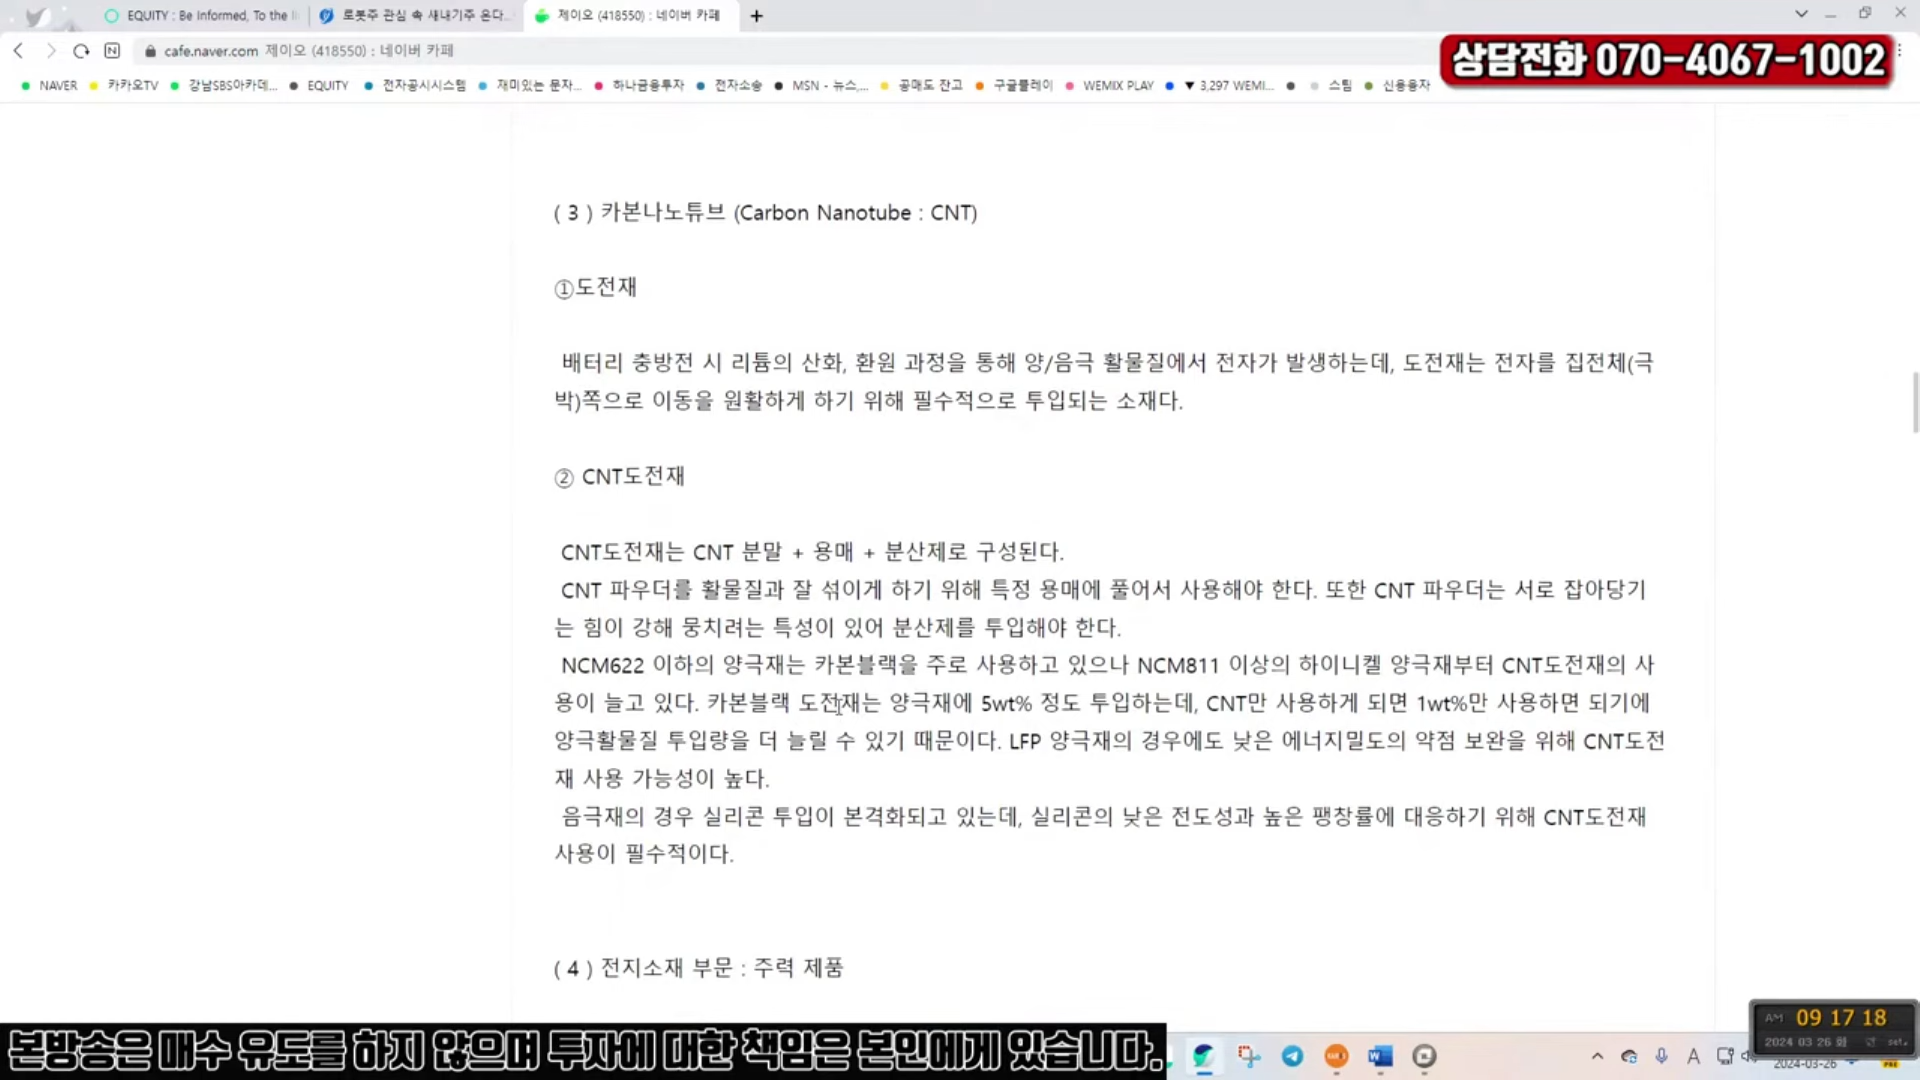 EQUITY : Be Informed, To the
로봇주 관심 속 새내기주 온다...
제이오 (418550) : 네이버 카페
cafe.naver.com 제이오 (418550) : 네이버 카페
상담전화 070-4067-1002
NAVER 카카오TV 강남SBS아카데... EQUITY 전자공시시스템 재미있는 문자... 하나금융투자 전자소송 MSN - 뉴스,... 공매도 잔고 구글플레이 WEMIX PLAY ▼ 3,297 WEMI... 스팀 신용융자
( 3 ) 카본나노튜브 (Carbon Nanotube : CNT)
①도전재
배터리 충방전 시 리튬의 산화, 환원 과정을 통해 양/음극 활물질에서 전자가 발생하는데, 도전재는 전자를 집전체(극
박)쪽으로 이동을 원활하게 하기 위해 필수적으로 투입되는 소재다.
② CNT도전재
CNT도전재는 CNT 분말 + 용매 + 분산제로 구성된다.
CNT 파우더를 활물질과 잘 섞이게 하기 위해 특정 용매에 풀어서 사용해야 한다. 또한 CNT 파우더는 서로 잡아당기
는 힘이 강해 뭉치려는 특성이 있어 분산제를 투입해야 한다.
NCM622 이하의 양극재는 카본블랙을 주로 사용하고 있으나 NCM811 이상의 하이니켈 양극재부터 CNT도전재의 사
용이 늘고 있다. 카본블랙 도전재는 양극재에 5wt% 정도 투입하는데, CNT만 사용하게 되면 1wt%만 사용하면 되기에
양극활물질 투입량을 더 늘릴 수 있기 때문이다. LFP 양극재의 경우에도 낮은 에너지밀도의 약점 보완을 위해 CNT도전
재 사용 가능성이 높다.
음극재의 경우 실리콘 투입이 본격화되고 있는데, 실리콘의 낮은 전도성과 높은 팽창률에 대응하기 위해 CNT도전재
사용이 필수적이다.
( 4 ) 전지소재 부문 : 주력 제품
본방송은 매수 유도를 하지 않으며 투자에 대한 책임은 본인에게 있습니다.
A
AM 09 17 18
2024 03 26 화 set.
2024-03-26